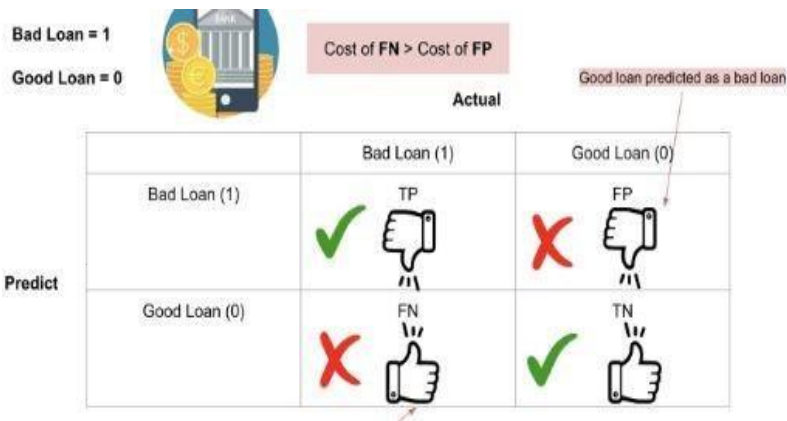 Bad Loan = 1
BANK
Cost of FN > Cost of FP
Good Loan = 0
Good loan predicted as a bad loan
Actual
Bad Loan (1)
Good Loan (0)
Bad Loan (1)
TP
FP
Predict
Good Loan (0)
FN
TN